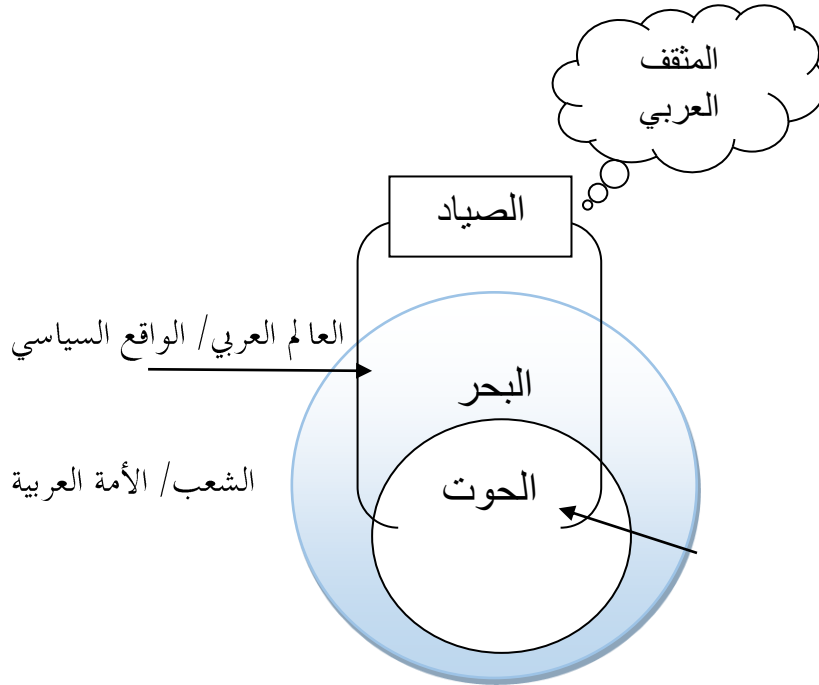 المثقف
العربي
الصياد
العالم العربي/ الواقع السياسي
البحر
الشعب/ الأمة العربية
الحوت